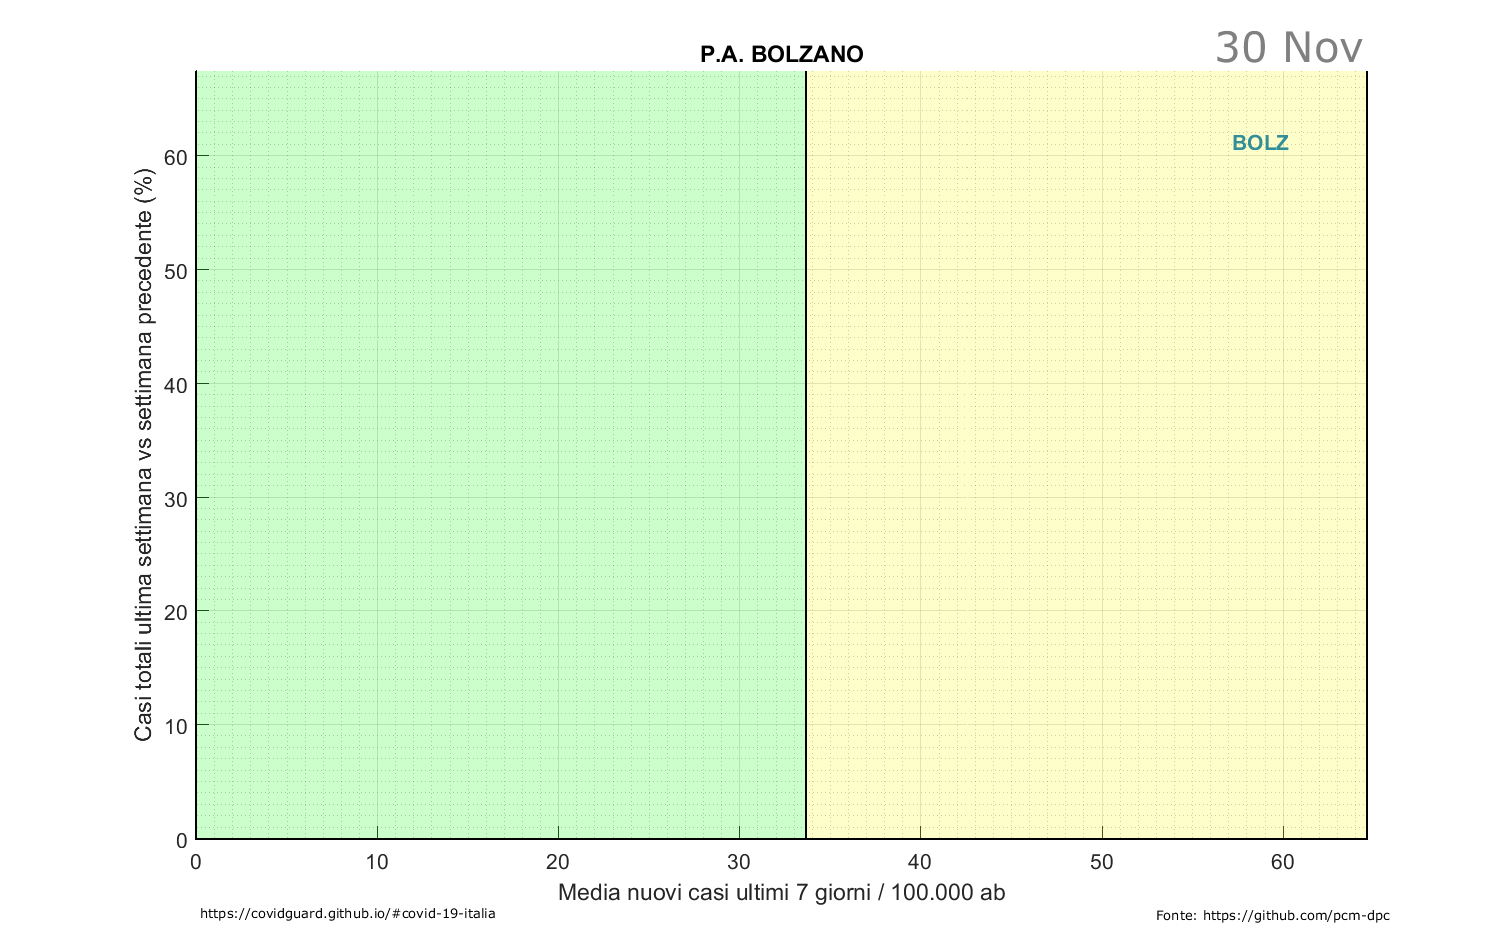 P.A. BOLZANO
30 Nov
BOLZ
Casi totali ultima settimana vs settimana precedente (%)
60
50
40
30
20
10
0
0 10 20 30 40 50 60
Media nuovi casi ultimi 7 giorni / 100.000 ab
https://covidguard.github.io/#covid-19-italia
Fonte: https://github.com/pcm-dpc